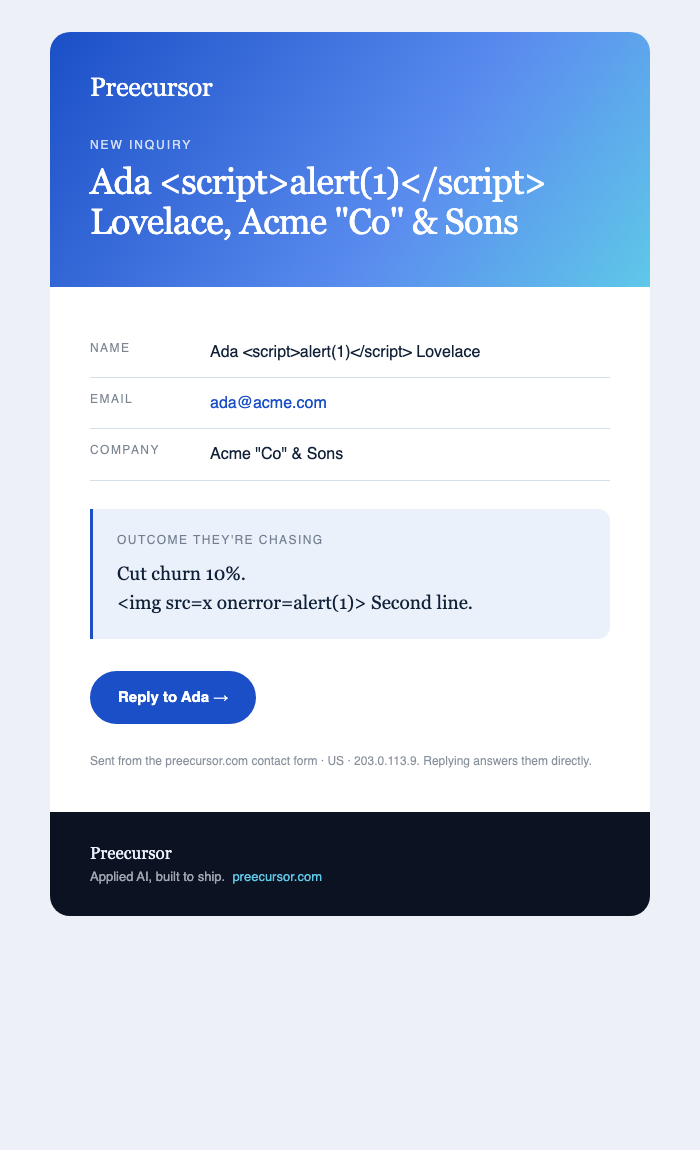 Preecursor
NEW INQUIRY
Ada <script>alert(1)</script>
Lovelace, Acme "Co" & Sons
NAME
Ada <script>alert(1)</script> Lovelace
EMAIL
ada@acme.com
COMPANY
Acme "Co" & Sons
OUTCOME THEY'RE CHASING
Cut churn 10%.
<img src=x onerror=alert(1)> Second line.
Reply to Ada →
Sent from the preecursor.com contact form · US · 203.0.113.9. Replying answers them directly.
Preecursor
Applied AI, built to ship. preecursor.com